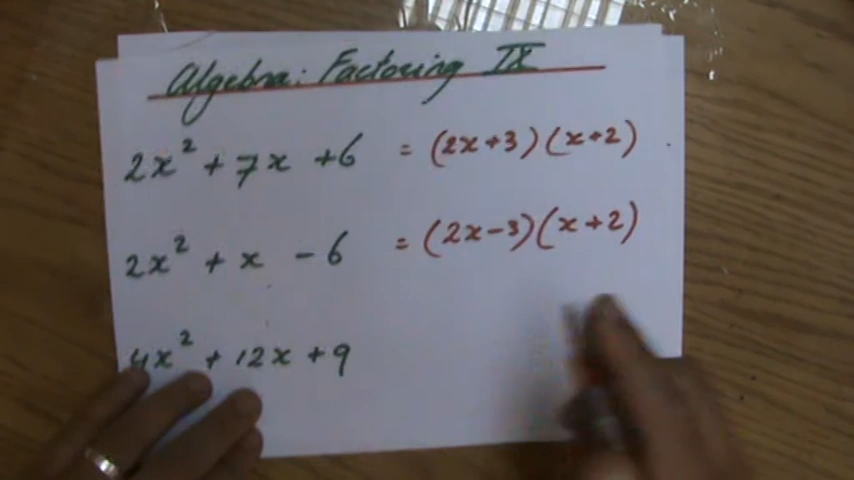 Algebra: Factoring IX
2x² + 7x + 6 = (2x+3)(x+2)
2x² + x - 6 = (2x-3)(x+2)
4x² + 12x + 9